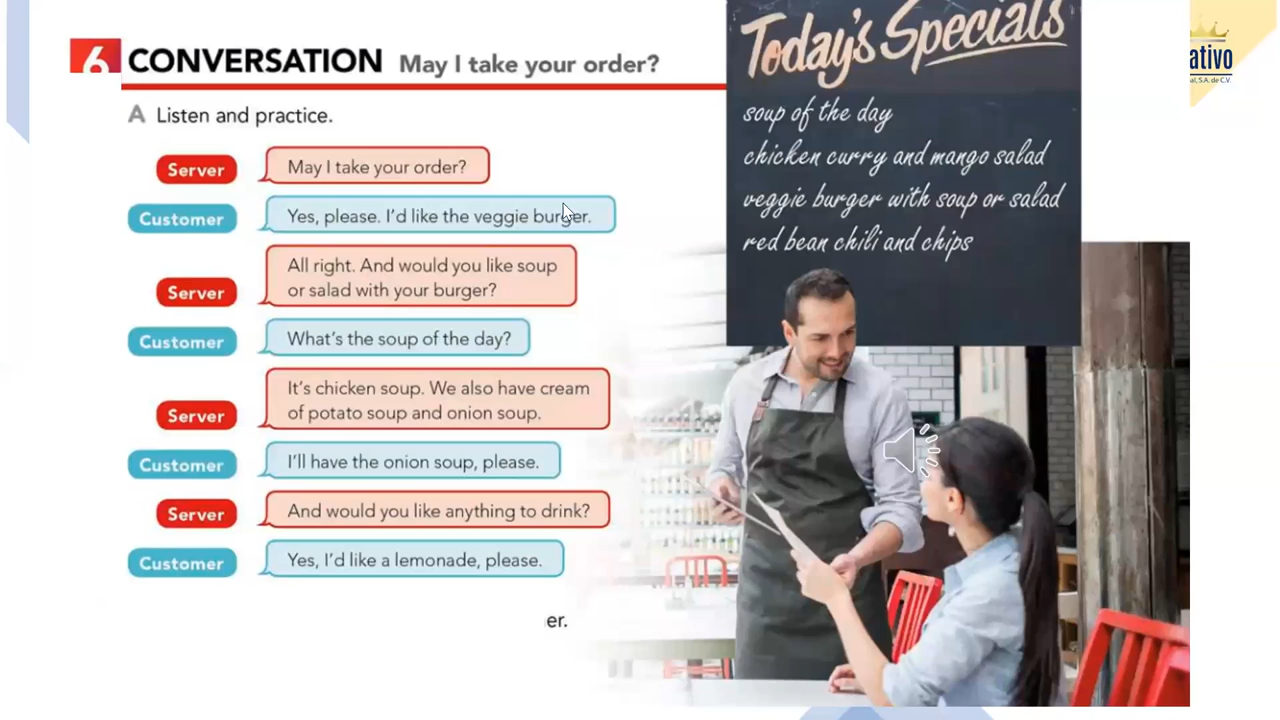 6 CONVERSATION May I take your order?
A Listen and practice.
Server May I take your order?
Customer Yes, please. I'd like the veggie burger.
Server All right. And would you like soup
or salad with your burger?
Customer What's the soup of the day?
Server It's chicken soup. We also have cream
of potato soup and onion soup.
Customer I'll have the onion soup, please.
Server And would you like anything to drink?
Customer Yes, I'd like a lemonade, please.
er.
Today's Specials
soup of the day
chicken curry and mango salad
veggie burger with soup or salad
red bean chili and chips
ativo
al, S.A. de C.V.